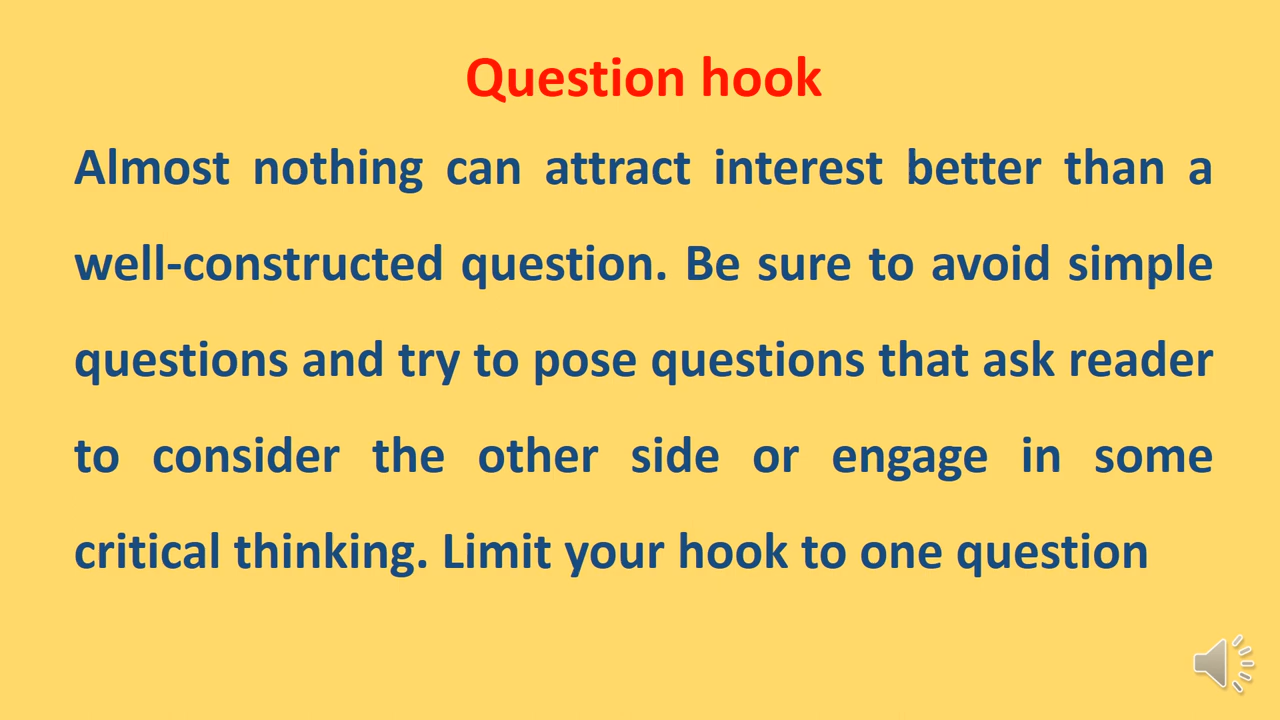 Question hook
Almost nothing can attract interest better than a
well-constructed question. Be sure to avoid simple
questions and try to pose questions that ask reader
to consider the other side or engage in some
critical thinking. Limit your hook to one question